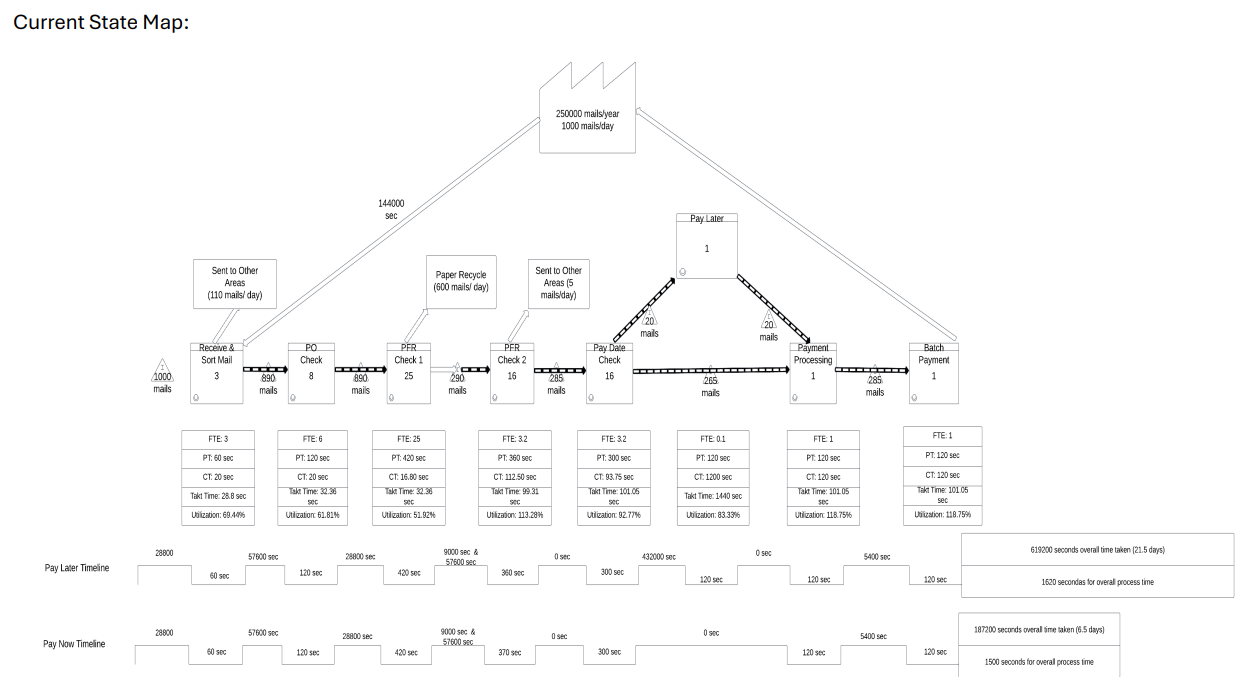 Current State Map:
250000 mails/year
1000 mails/day
144000
sec
Pay Later
1
Sent to Other
Areas
(110 mails/ day)
Paper Recycle
(600 mails/ day)
Sent to Other
Areas (5
mails/day)
20
mails
20
mails
I
1000
mails
Receive &
Sort Mail
3
890
mails
PO
Check
8
890
mails
PFR
Check 1
25
290
mails
PFR
Check 2
16
285
mails
Pay Date
Check
16
265
mails
Payment
Processing
1
285
mails
Batch
Payment
1
FTE: 3
PT: 60 sec
CT: 20 sec
Takt Time: 28.8 sec
Utilization: 69.44%
FTE: 6
PT: 120 sec
CT: 20 sec
Takt Time: 32.36
sec
Utilization: 61.81%
FTE: 25
PT: 420 sec
CT: 16.80 sec
Takt Time: 32.36
sec
Utilization: 51.92%
FTE: 3.2
PT: 360 sec
CT: 112.50 sec
Takt Time: 99.31
sec
Utilization: 113.28%
FTE: 3.2
PT: 300 sec
CT: 93.75 sec
Takt Time: 101.05
sec
Utilization: 92.77%
FTE: 0.1
PT: 120 sec
CT: 1200 sec
Takt Time: 1440 sec
Utilization: 83.33%
FTE: 1
PT: 120 sec
CT: 120 sec
Takt Time: 101.05
sec
Utilization: 118.75%
FTE: 1
PT: 120 sec
CT: 120 sec
Takt Time: 101.05
sec
Utilization: 118.75%
Pay Later Timeline
28800
60 sec
57600 sec
120 sec
28800 sec
420 sec
9000 sec &
57600 sec
360 sec
0 sec
300 sec
432000 sec
120 sec
0 sec
120 sec
5400 sec
120 sec
619200 seconds overall time taken (21.5 days)
1620 secondas for overall process time
Pay Now Timeline
28800
60 sec
57600 sec
120 sec
28800 sec
420 sec
9000 sec &
57600 sec
370 sec
0 sec
300 sec
0 sec
120 sec
5400 sec
120 sec
187200 seconds overall time taken (6.5 days)
1500 seconds for overall process time